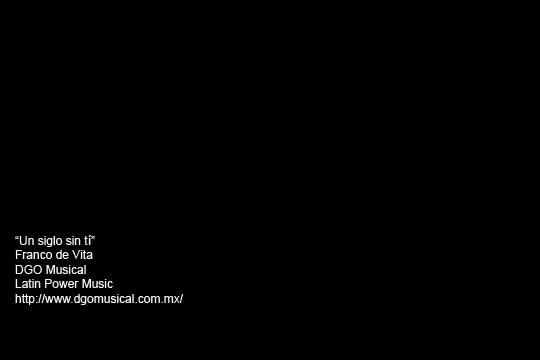 “Un siglo sin tí”
Franco de Vita
DGO Musical
Latin Power Music
http://www.dgomusical.com.mx/